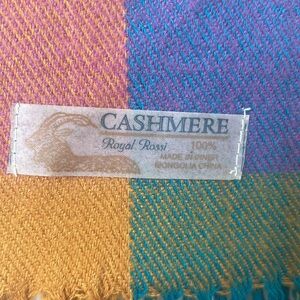 CASHMERE
Royal Rossi 100%
MADE IN INNER
MONGOLIA CHINA